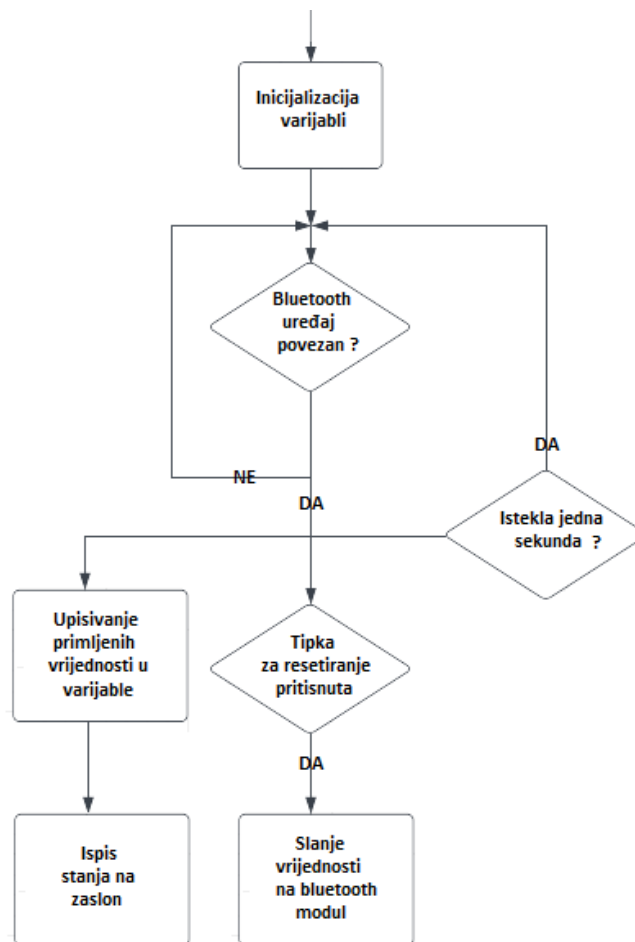 Inicijalizacija
varijabli
Bluetooth
uređaj
povezan ?
NE
DA
DA
Istekla jedna
sekunda ?
Upisivanje
primljenih
vrijednosti u
varijable
Tipka
za resetiranje
pritisnuta
DA
Ispis
stanja na
zaslon
Slanje
vrijednosti
na bluetooth
modul